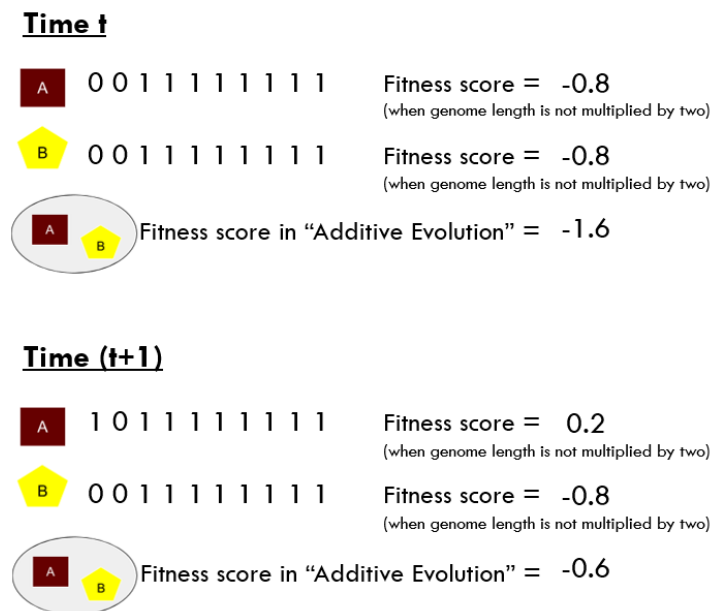 Time t
A 0 0 1 1 1 1 1 1 1 1 Fitness score = -0.8
(when genome length is not multiplied by two)
B 0 0 1 1 1 1 1 1 1 1 Fitness score = -0.8
(when genome length is not multiplied by two)
A B Fitness score in “Additive Evolution” = -1.6
Time (t+1)
A 1 0 1 1 1 1 1 1 1 1 Fitness score = 0.2
(when genome length is not multiplied by two)
B 0 0 1 1 1 1 1 1 1 1 Fitness score = -0.8
(when genome length is not multiplied by two)
A B Fitness score in “Additive Evolution” = -0.6